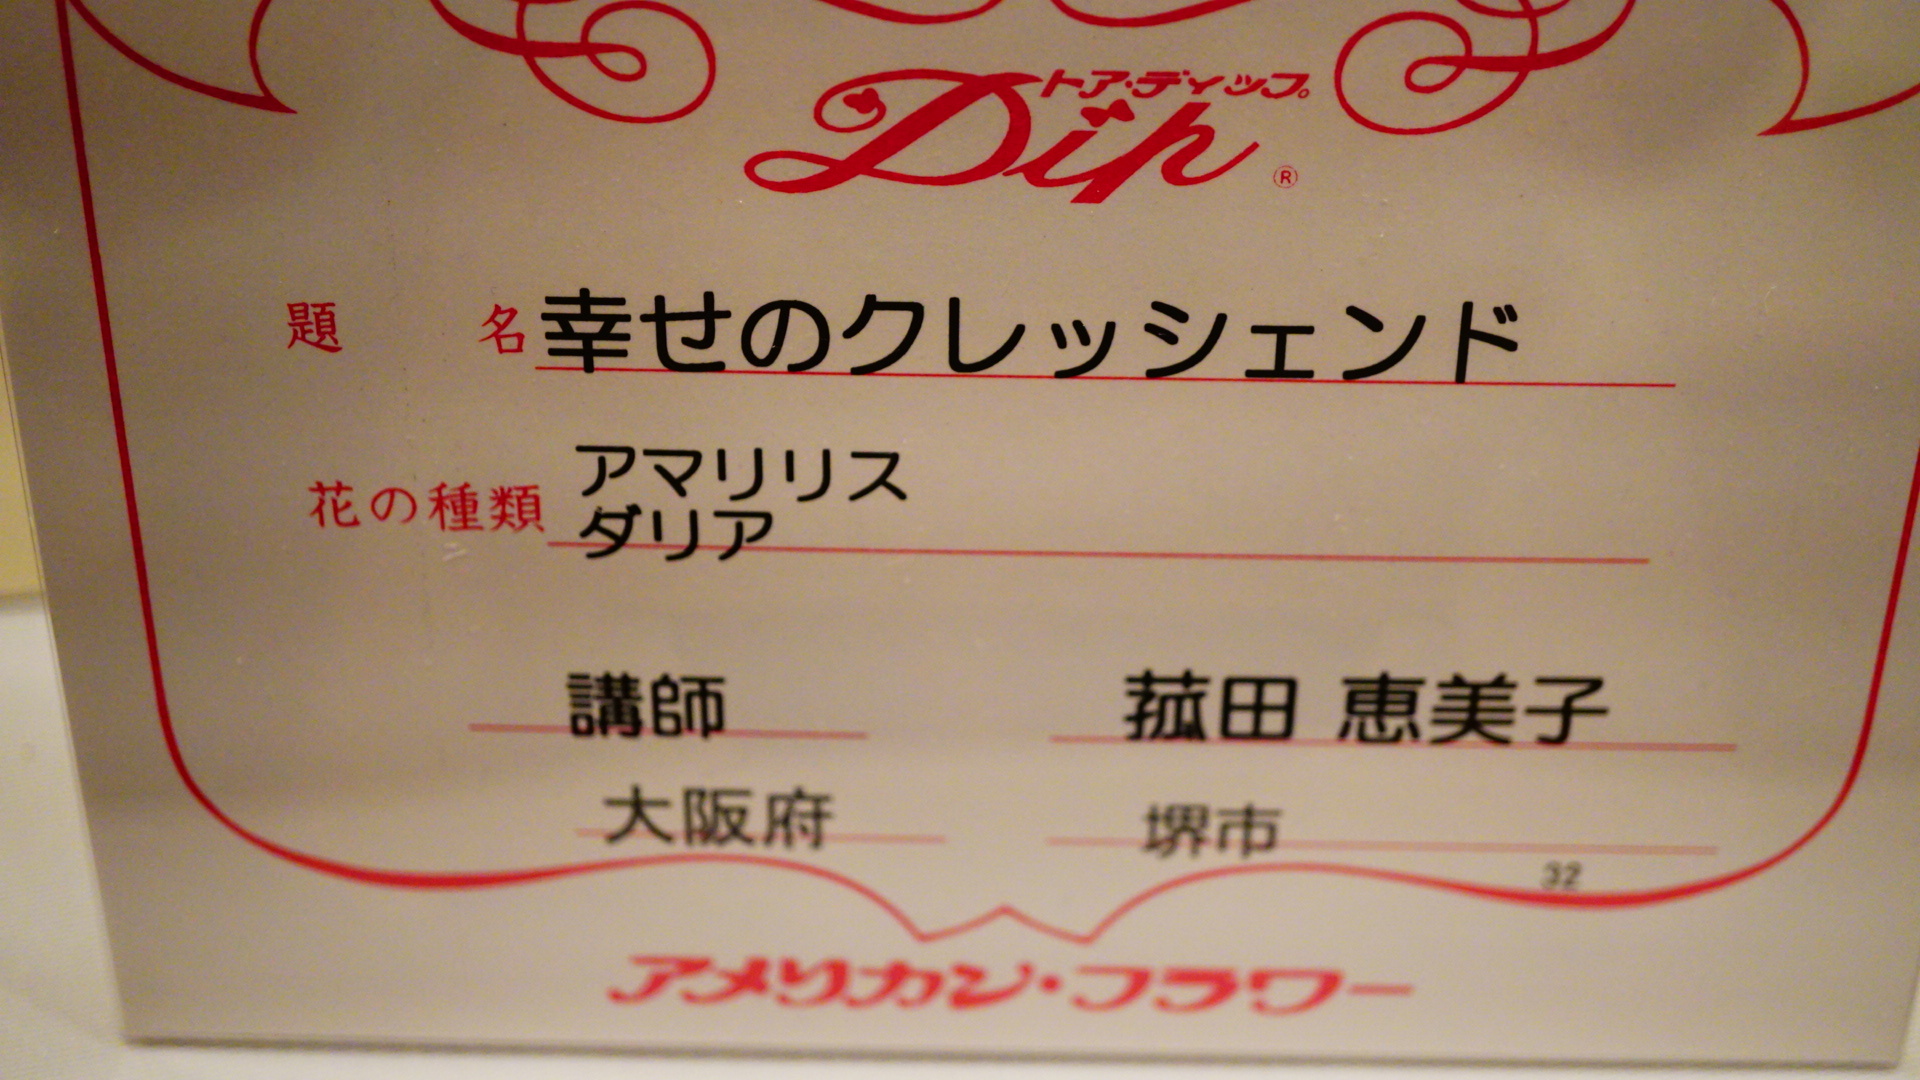 トア・ディップ。
Dip ®
題 名 幸せのクレッシェンド
花の種類 アマリリス
ダリア
講師 菰田 恵美子
大阪府 堺市
32
アメリカン・フラワー